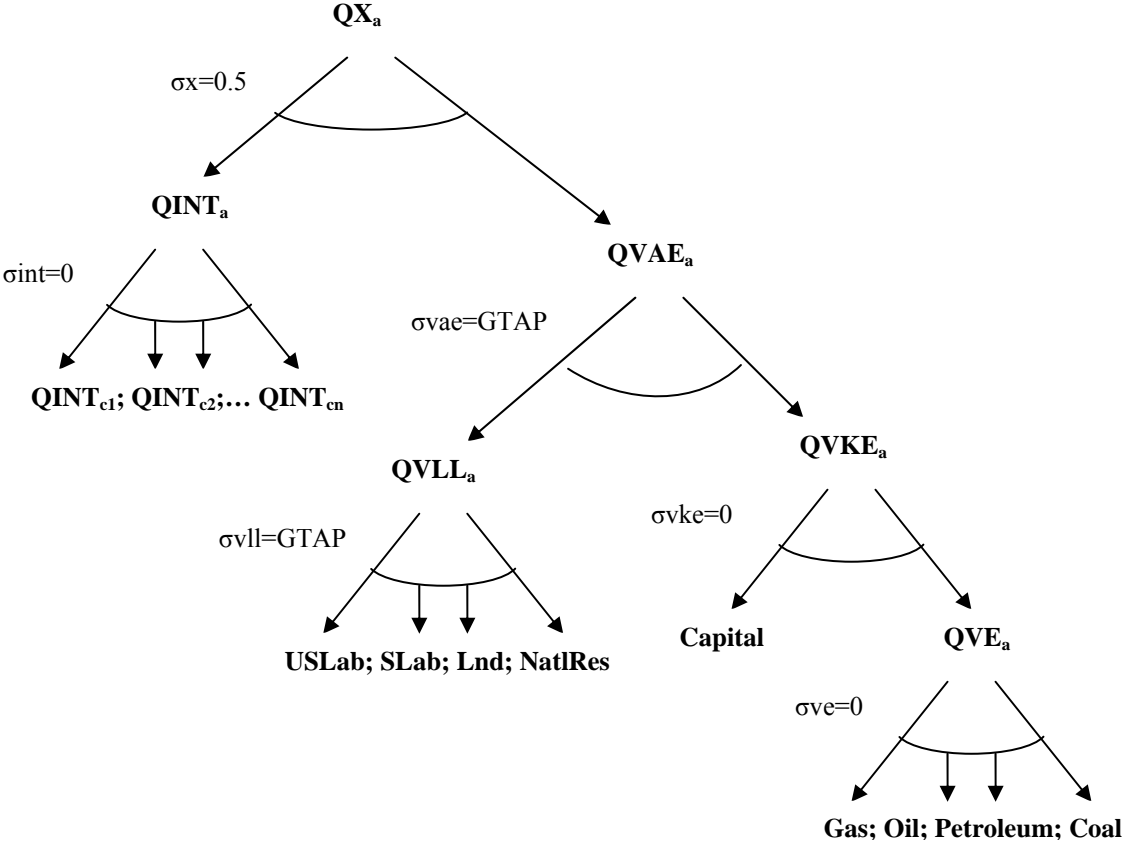 QXₐ
σx=0.5
QINTₐ
QVAEₐ
σint=0
σvae=GTAP
QINTc1; QINTc2;… QINTcn
QVKEₐ
QVLLₐ
σvke=0
σvll=GTAP
Capital
QVEₐ
USLab; SLab; Lnd; NatlRes
σve=0
Gas; Oil; Petroleum; Coal